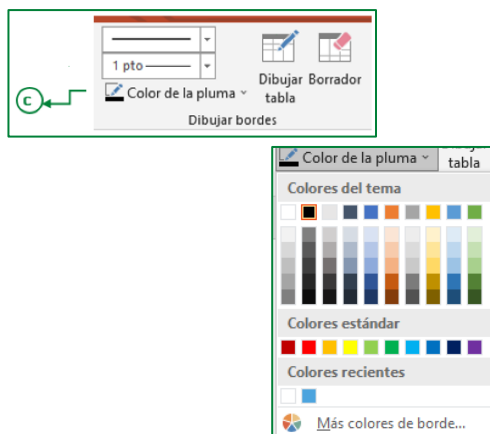 1 pto
C
Color de la pluma
Dibujar Borrador
tabla
Dibujar bordes
Color de la pluma
tabla
Colores del tema
Colores estándar
Colores recientes
Más colores de borde...